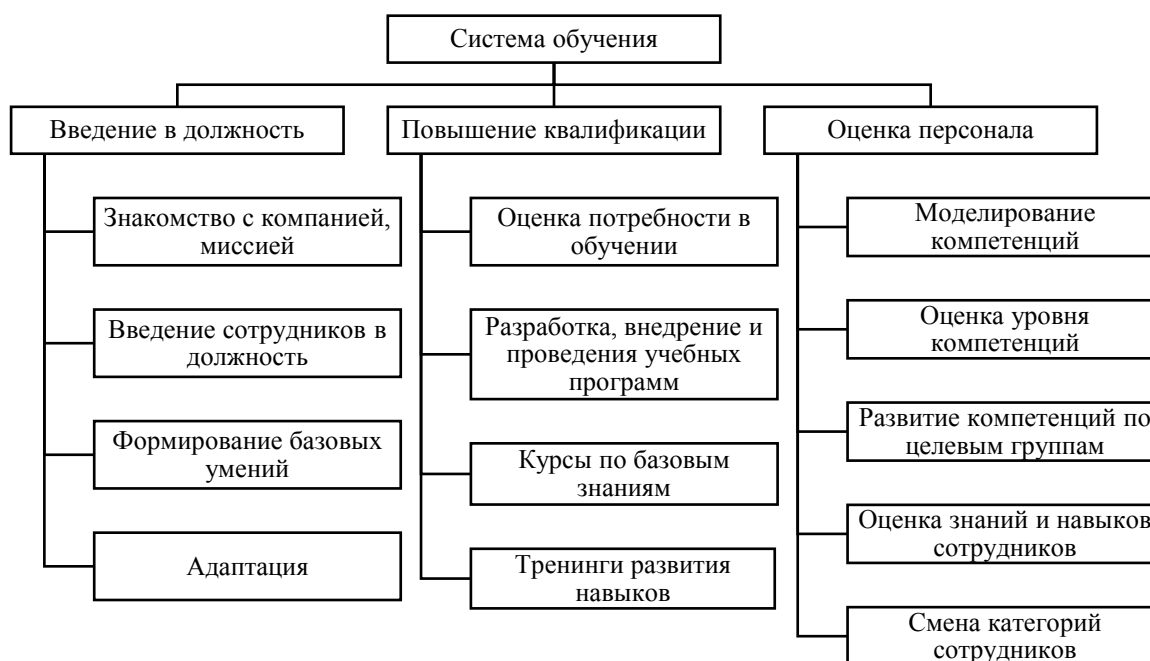 Система обучения
Введение в должность
Знакомство с компанией,
миссией
Введение сотрудников в
должность
Формирование базовых
умений
Адаптация
Повышение квалификации
Оценка потребности в
обучении
Разработка, внедрение и
проведения учебных
программ
Курсы по базовым
знаниям
Тренинги развития
навыков
Оценка персонала
Моделирование
компетенций
Оценка уровня
компетенций
Развитие компетенций по
целевым группам
Оценка знаний и навыков
сотрудников
Смена категорий
сотрудников